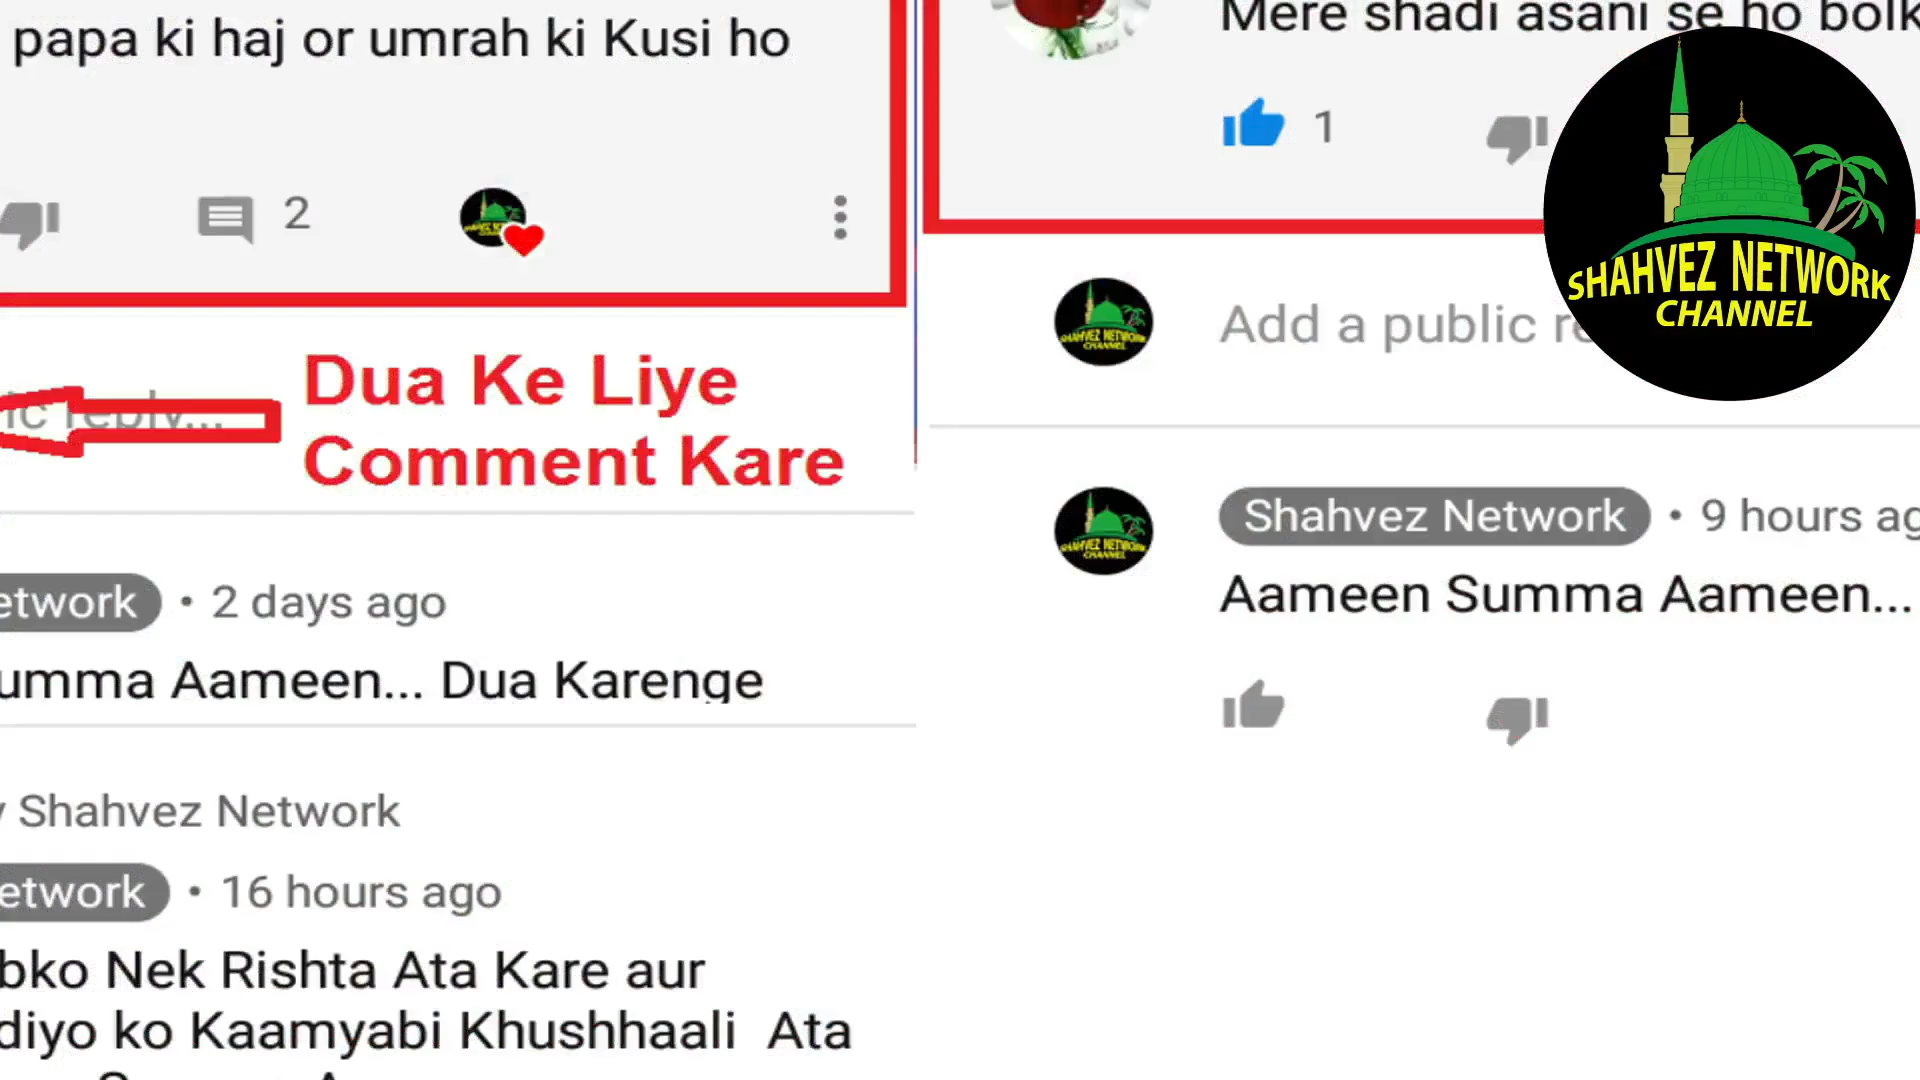 papa ki haj or umrah ki Kusi ho
2
Dua Ke Liye
Comment Kare
ic reply...
etwork • 2 days ago
umma Aameen... Dua Karenge
Shahvez Network
etwork • 16 hours ago
bko Nek Rishta Ata Kare aur
diyo ko Kaamyabi Khushhaali Ata
Mere shadi asani se ho bolk
1
SHAHVEZ NETWORK
CHANNEL
Add a public re
Shahvez Network • 9 hours ag
Aameen Summa Aameen...